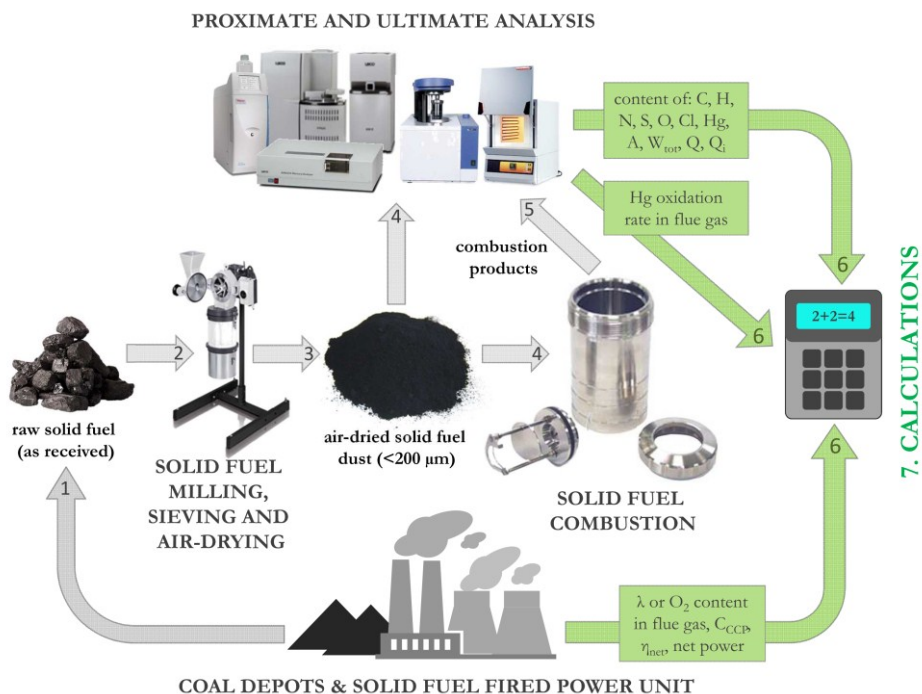 PROXIMATE AND ULTIMATE ANALYSIS
content of: C, H,
N, S, O, Cl, Hg,
A, Wtot, Q, Qi
Hg oxidation
rate in flue gas
4
5
combustion
products
6
6
2+2=4
7. CALCULATIONS
2
3
4
raw solid fuel
(as received)
air-dried solid fuel
dust (<200 μm)
SOLID FUEL
MILLING,
SIEVING AND
AIR-DRYING
SOLID FUEL
COMBUSTION
1
6
λ or O2 content
in flue gas, CCCP,
ηnet, net power
COAL DEPOTS & SOLID FUEL FIRED POWER UNIT